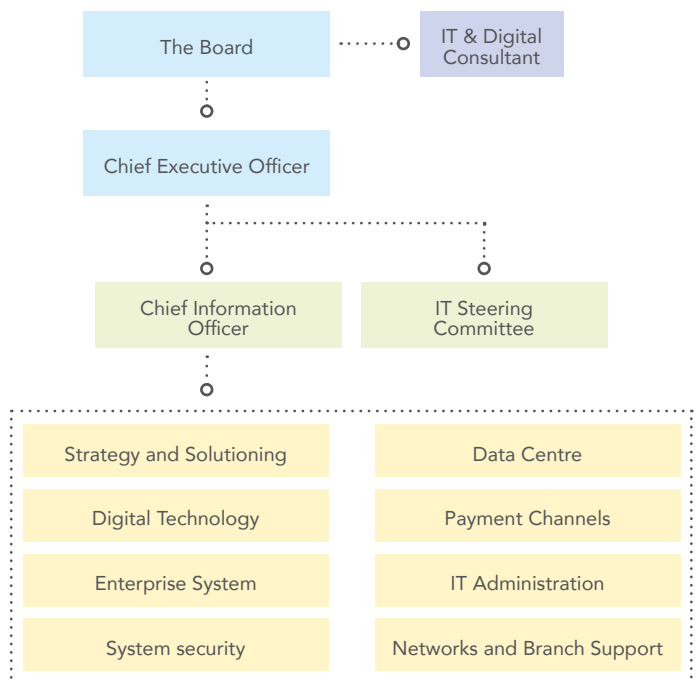 The Board
IT & Digital
Consultant
Chief Executive Officer
Chief Information
Officer
IT Steering
Committee
Strategy and Solutioning
Data Centre
Digital Technology
Payment Channels
Enterprise System
IT Administration
System security
Networks and Branch Support